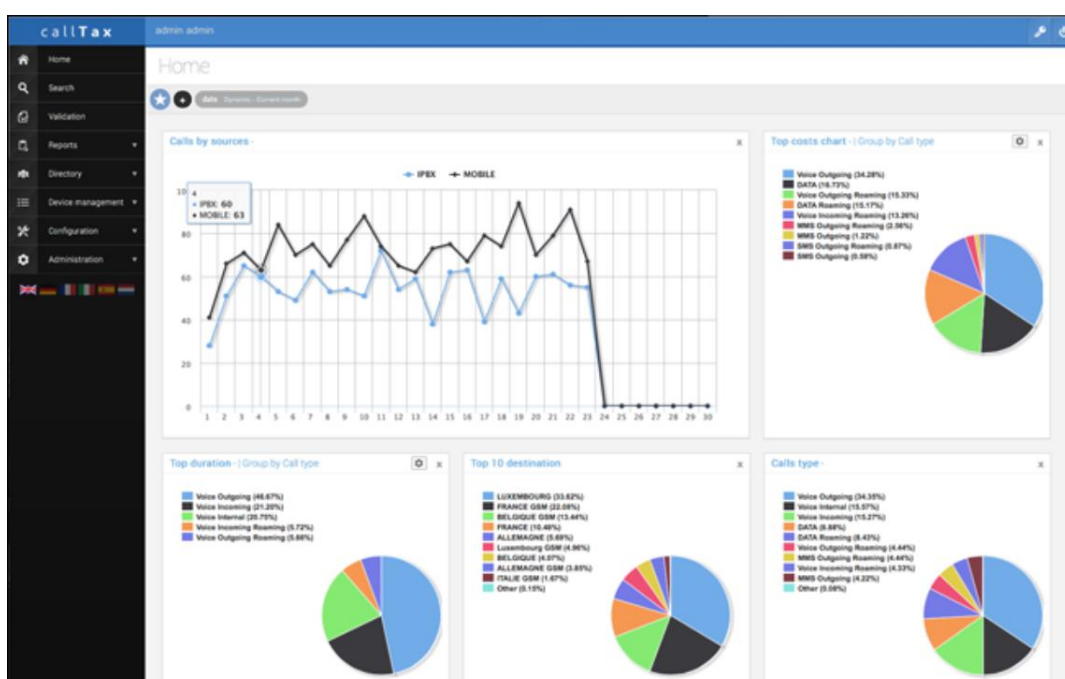 callTax
admin admin
Home
Search
Validation
Reports
Directory
Device management
Configuration
Administration
Home
date Dynamic - Current month
Calls by sources -
x
IPBX
MOBILE
4
IPBX: 60
MOBILE: 63
10
80
60
40
20
0
1 2 3 4 5 6 7 8 9 10 11 12 13 14 15 16 17 18 19 20 21 22 23 24 25 26 27 28 29 30
Top costs chart - | Group by Call type
x
Voice Outgoing (34.28%)
DATA (16.73%)
Voice Outgoing Roaming (15.33%)
DATA Roaming (15.17%)
Voice Incoming Roaming (13.26%)
MMS Outgoing Roaming (2.56%)
MMS Outgoing (1.22%)
SMS Outgoing Roaming (0.87%)
SMS Outgoing (0.59%)
Top duration - | Group by Call type
x
Voice Outgoing (46.67%)
Voice Incoming (21.20%)
Voice Internal (20.75%)
Voice Incoming Roaming (5.72%)
Voice Outgoing Roaming (5.66%)
Top 10 destination
x
LUXEMBOURG (33.62%)
FRANCE GSM (22.08%)
BELGIQUE GSM (13.44%)
FRANCE (10.46%)
ALLEMAGNE (5.69%)
Luxembourg GSM (4.96%)
BELGIQUE (4.07%)
ALLEMAGNE GSM (3.85%)
ITALIE GSM (1.67%)
Other (0.15%)
Calls type -
x
Voice Outgoing (34.35%)
Voice Internal (15.57%)
Voice Incoming (15.27%)
DATA (8.88%)
DATA Roaming (8.43%)
Voice Outgoing Roaming (4.44%)
MMS Outgoing Roaming (4.44%)
Voice Incoming Roaming (4.33%)
MMS Outgoing (4.22%)
Other (0.08%)